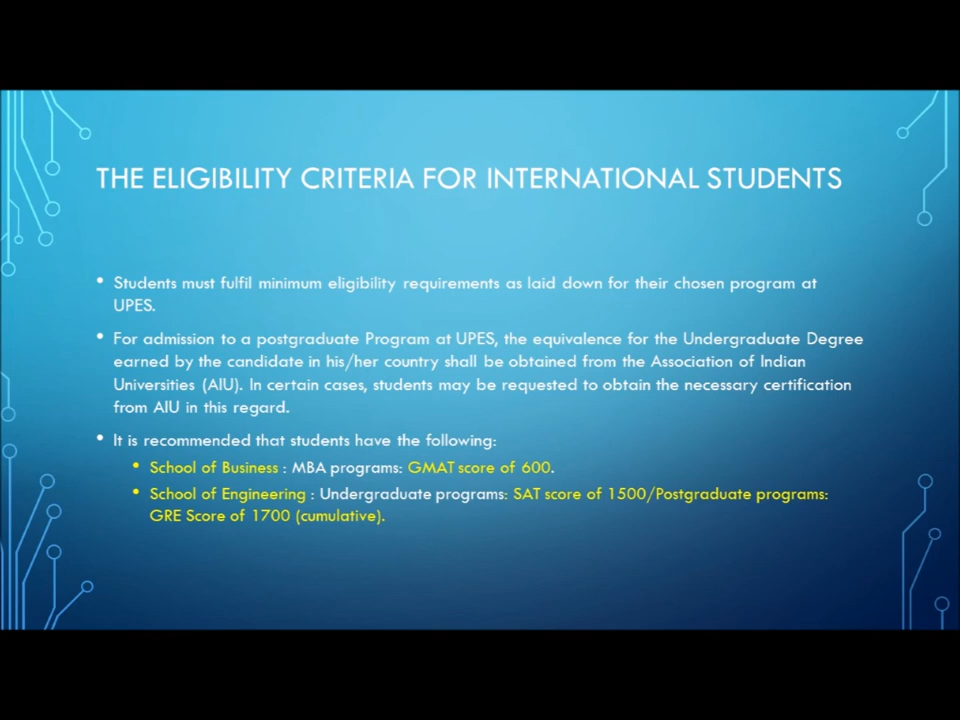 THE ELIGIBILITY CRITERIA FOR INTERNATIONAL STUDENTS
• Students must fulfil minimum eligibility requirements as laid down for their chosen program at
UPES.
• For admission to a postgraduate Program at UPES, the equivalence for the Undergraduate Degree
earned by the candidate in his/her country shall be obtained from the Association of Indian
Universities (AIU). In certain cases, students may be requested to obtain the necessary certification
from AIU in this regard.
• It is recommended that students have the following:
• School of Business : MBA programs: GMAT score of 600.
• School of Engineering : Undergraduate programs: SAT score of 1500/Postgraduate programs:
GRE Score of 1700 (cumulative).